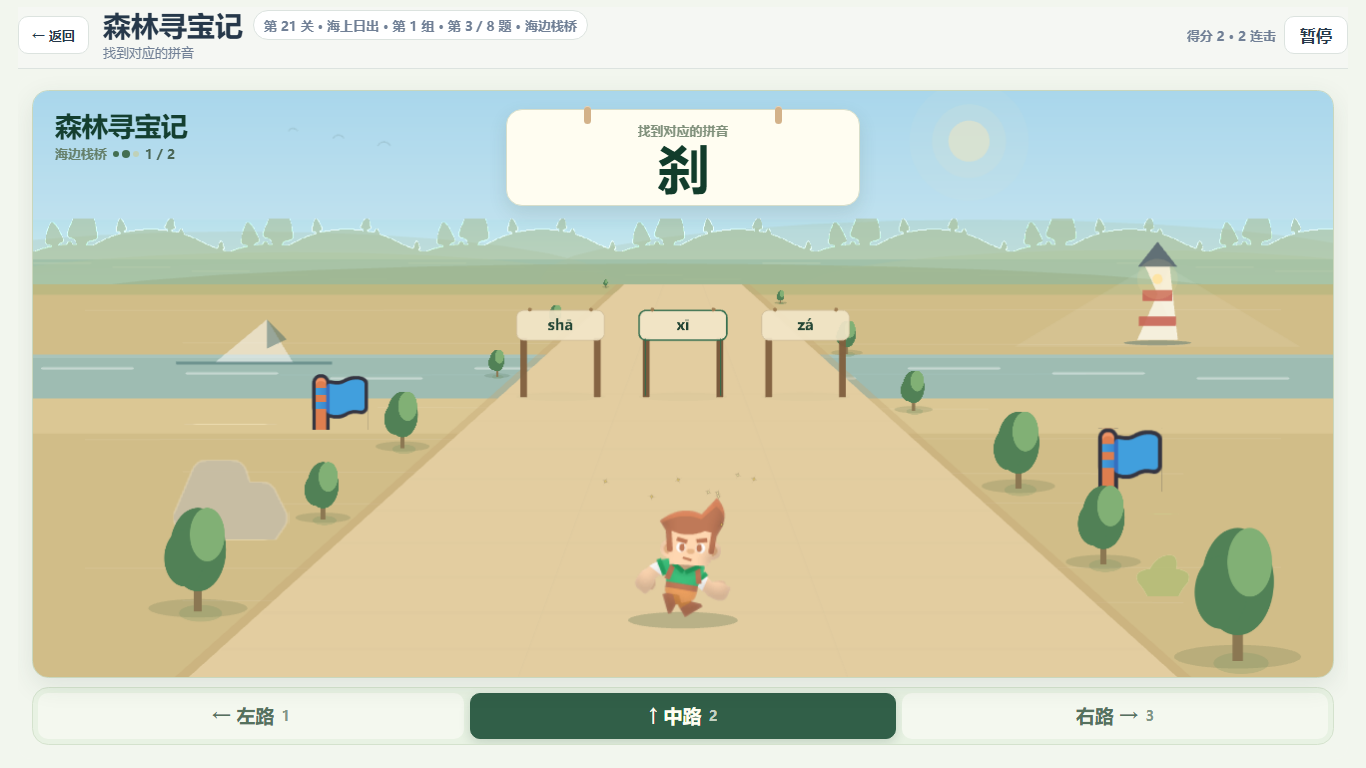 ← 返回
森林寻宝记
第 21 关 • 海上日出 • 第 1 组 • 第 3 / 8 题 • 海边栈桥
找到对应的拼音
得分 2 • 2 连击
暂停
森林寻宝记
海边栈桥
1 / 2
找到对应的拼音
刹
shā
xī
zá
← 左路 1
↑ 中路 2
右路 → 3